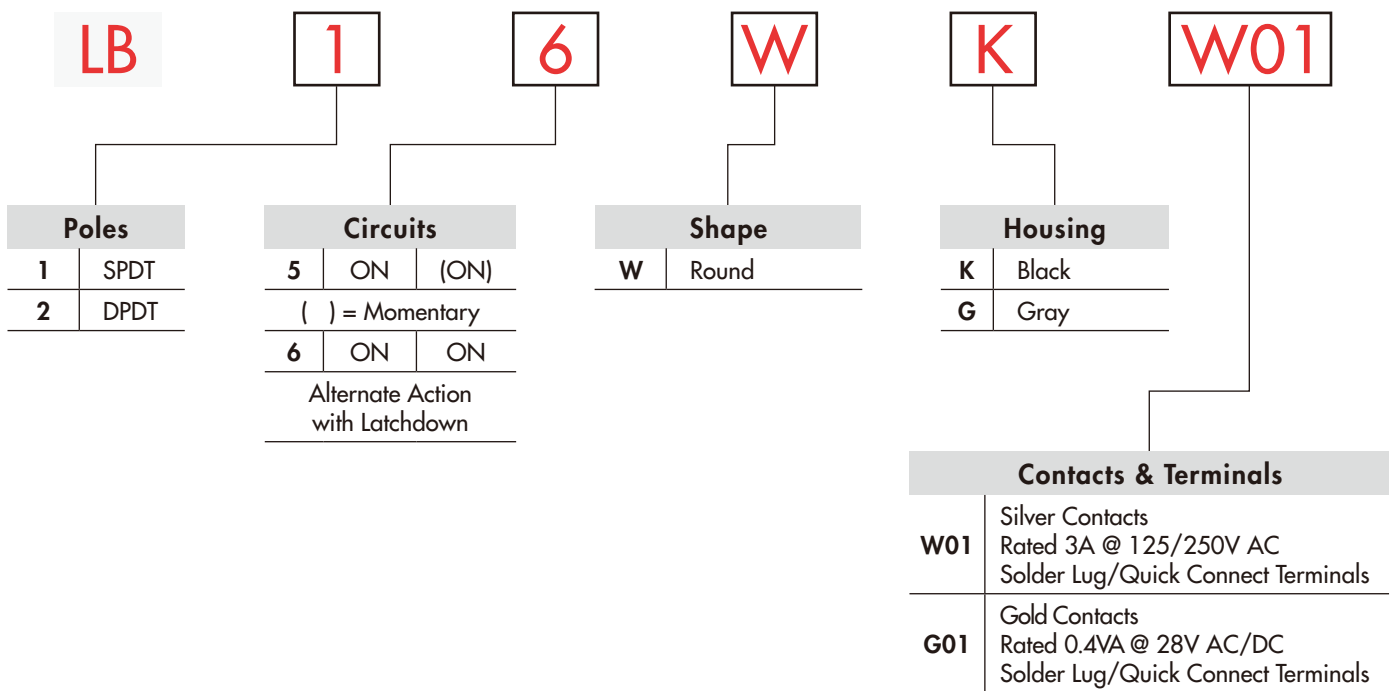 LB 1 6 W K W01
Poles
1 SPDT
2 DPDT
Circuits
5 ON (ON)
( ) = Momentary
6 ON ON
Alternate Action
with Latchdown
Shape
W Round
Housing
K Black
G Gray
Contacts & Terminals
W01
Silver Contacts
Rated 3A @ 125/250V AC
Solder Lug/Quick Connect Terminals
G01
Gold Contacts
Rated 0.4VA @ 28V AC/DC
Solder Lug/Quick Connect Terminals